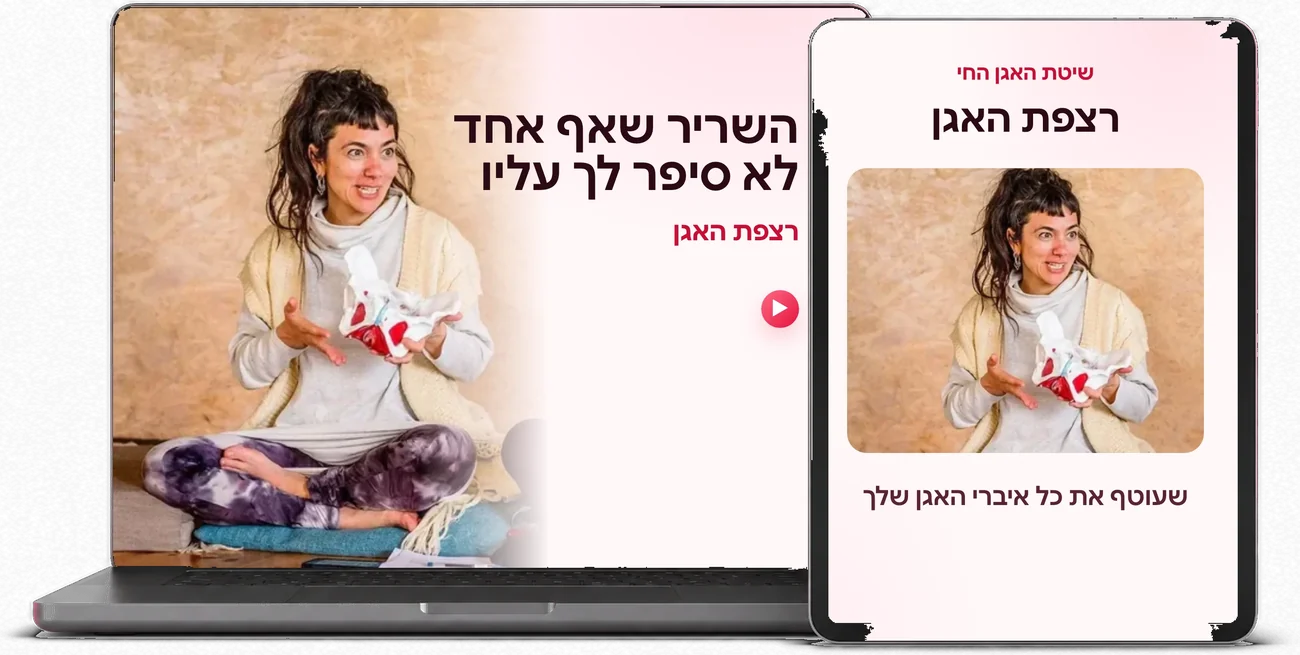 השריר שאף אחד
לא סיפר לך עליו
רצפת האגן
שיטת האגן החי
רצפת האגן
שעוטף את כל איברי האגן שלך